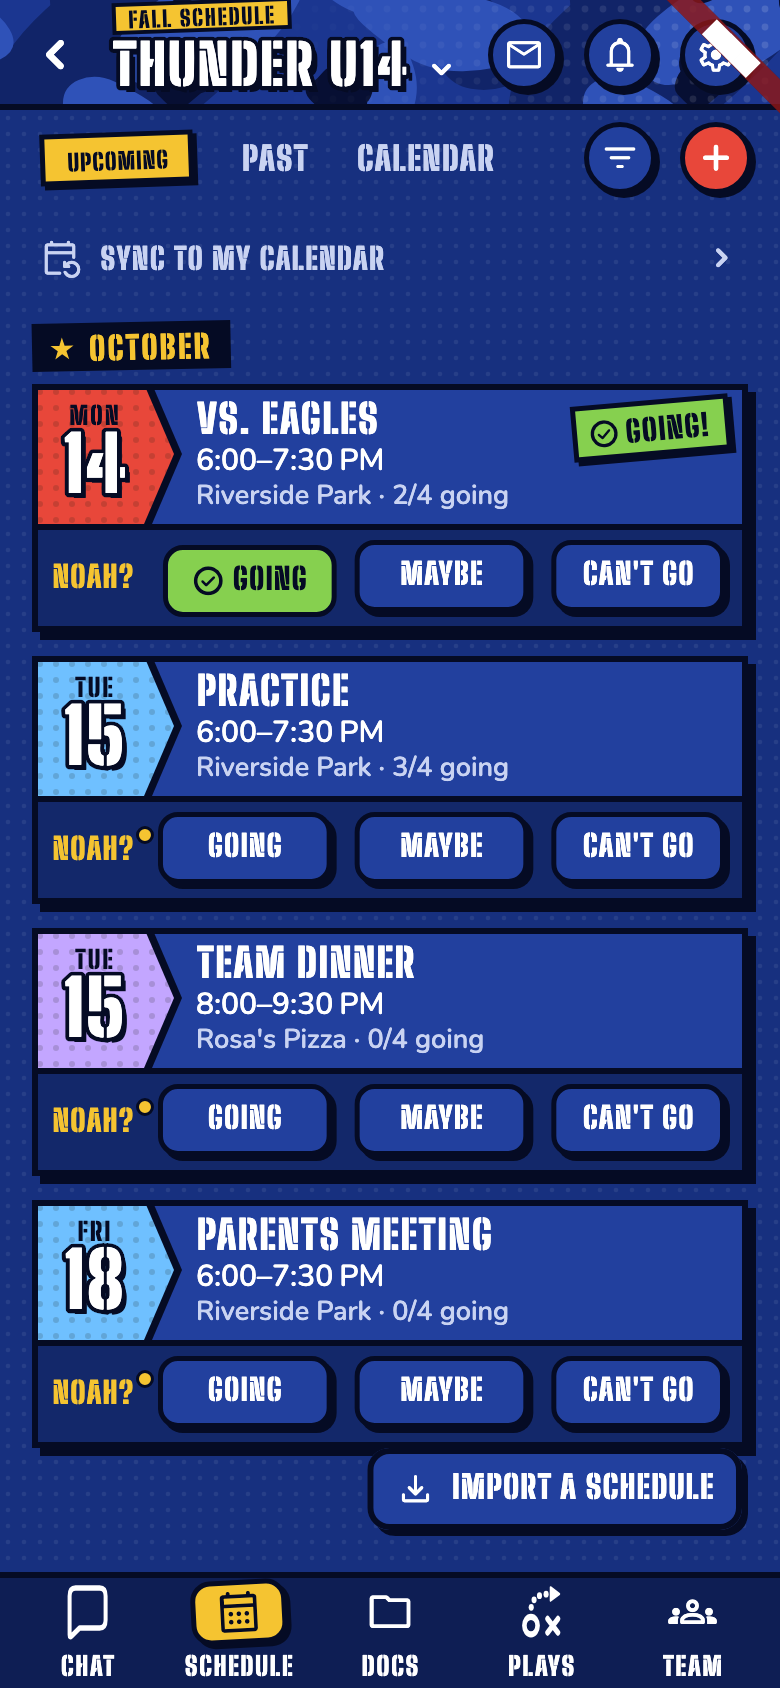 FALL SCHEDULE
THUNDER U14
UPCOMING
PAST
CALENDAR
SYNC TO MY CALENDAR
★ OCTOBER
MON
14
VS. EAGLES
6:00–7:30 PM
Riverside Park · 2/4 going
GOING!
NOAH?
GOING
MAYBE
CAN'T GO
TUE
15
PRACTICE
6:00–7:30 PM
Riverside Park · 3/4 going
NOAH?
GOING
MAYBE
CAN'T GO
TUE
15
TEAM DINNER
8:00–9:30 PM
Rosa's Pizza · 0/4 going
NOAH?
GOING
MAYBE
CAN'T GO
FRI
18
PARENTS MEETING
6:00–7:30 PM
Riverside Park · 0/4 going
NOAH?
GOING
MAYBE
CAN'T GO
IMPORT A SCHEDULE
CHAT
SCHEDULE
DOCS
PLAYS
TEAM